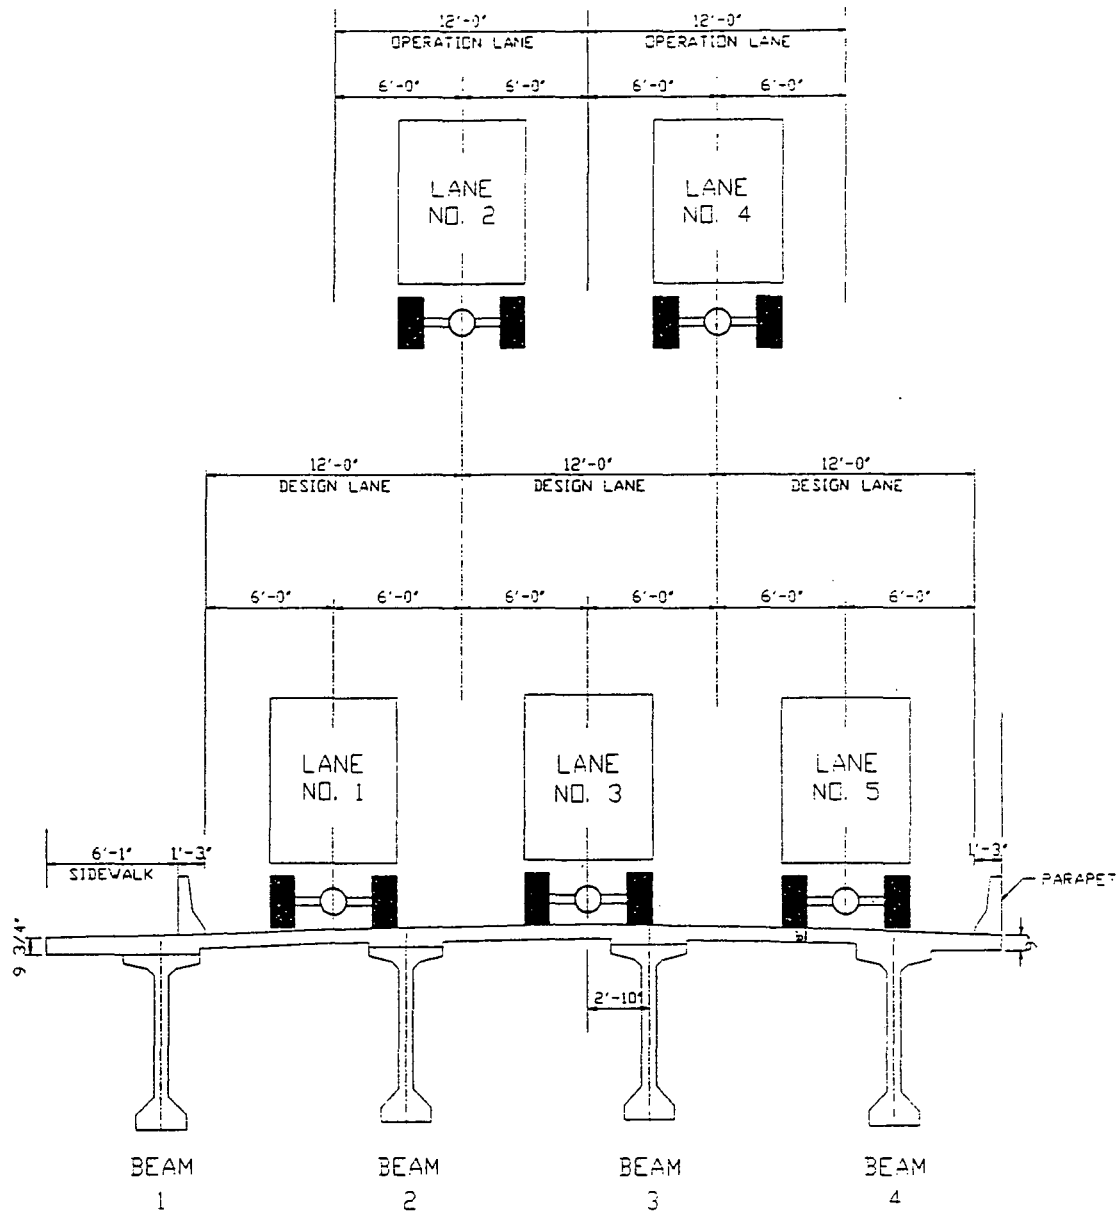 12'-0" 12'-0"
OPERATION LANE OPERATION LANE
6'-0" 6'-0" 6'-0" 6'-0"
LANE NO. 2
LANE NO. 4
12'-0" 12'-0" 12'-0"
DESIGN LANE DESIGN LANE DESIGN LANE
6'-0" 6'-0" 6'-0" 6'-0" 6'-0" 6'-0"
LANE NO. 1
LANE NO. 3
LANE NO. 5
6'-1" 1'-3" 1'-3"
SIDEWALK
PARAPET
9 3/4"
2'-10"
BEAM 1
BEAM 2
BEAM 3
BEAM 4